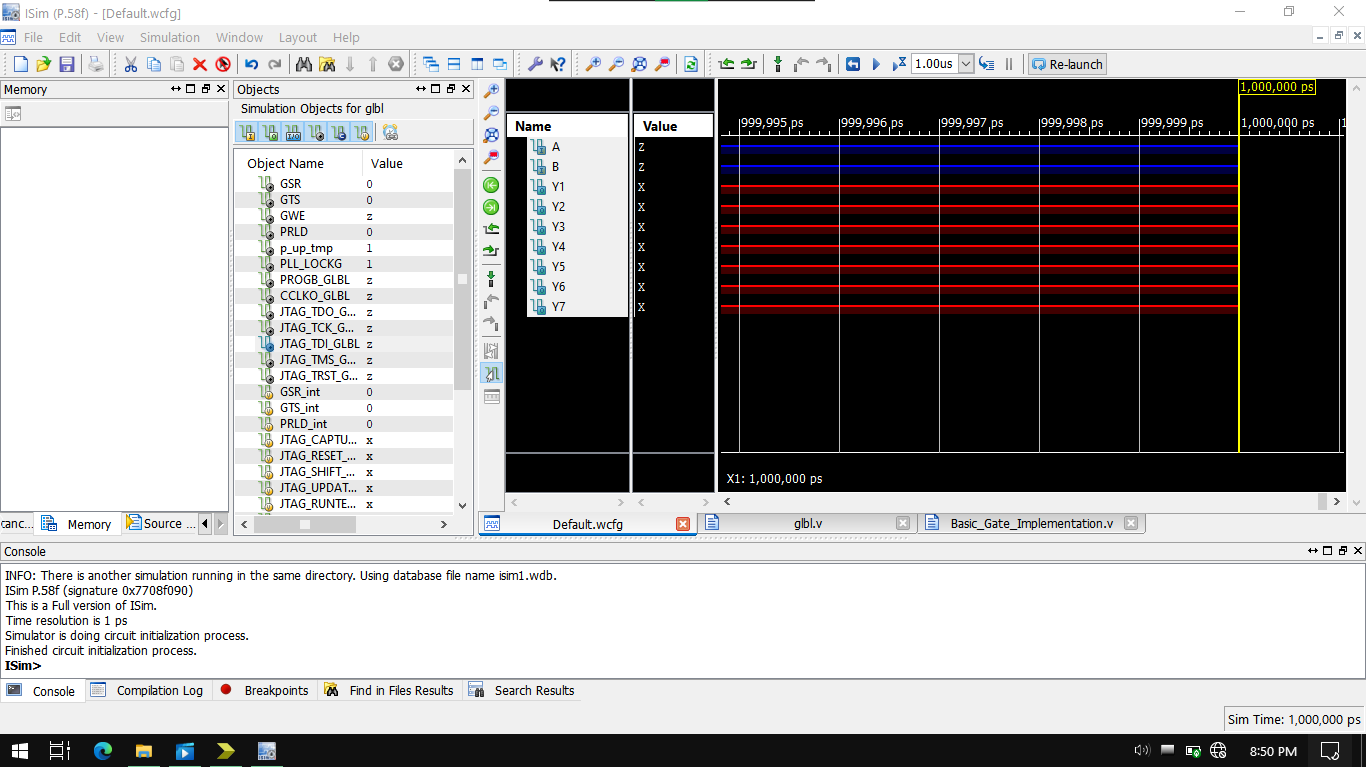 ISim (P.58f) - [Default.wcfg]
File Edit View Simulation Window Layout Help
1.00us Re-launch
Memory
Objects
Simulation Objects for glbl
Object Name Value
GSR 0
GTS 0
GWE z
PRLD 0
p_up_tmp 1
PLL_LOCKG 1
PROGB_GLBL z
CCLKO_GLBL z
JTAG_TDO_G... z
JTAG_TCK_G... z
JTAG_TDI_GLBL z
JTAG_TMS_G... z
JTAG_TRST_G... z
GSR_int 0
GTS_int 0
PRLD_int 0
JTAG_CAPTU... x
JTAG_RESET_... x
JTAG_SHIFT_... x
JTAG_UPDAT... x
JTAG_RUNTE... x
1,000,000 ps
Name Value
999,995 ps 999,996 ps 999,997 ps 999,998 ps 999,999 ps 1,000,000 ps 1
A Z
B Z
Y1 X
Y2 X
Y3 X
Y4 X
Y5 X
Y6 X
Y7 X
X1: 1,000,000 ps
canc... Memory Source ...
Default.wcfg glbl.v Basic_Gate_Implementation.v
Console
INFO: There is another simulation running in the same directory. Using database file name isim1.wdb.
ISim P.58f (signature 0x7708f090)
This is a Full version of ISim.
Time resolution is 1 ps
Simulator is doing circuit initialization process.
Finished circuit initialization process.
ISim>
Console Compilation Log Breakpoints Find in Files Results Search Results
Sim Time: 1,000,000 ps
8:50 PM